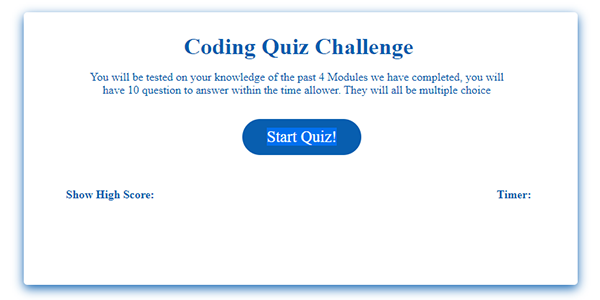 Coding Quiz Challenge
You will be tested on your knowledge of the past 4 Modules we have completed, you will
have 10 question to answer within the time allower. They will all be multiple choice
Start Quiz!
Show High Score:
Timer: